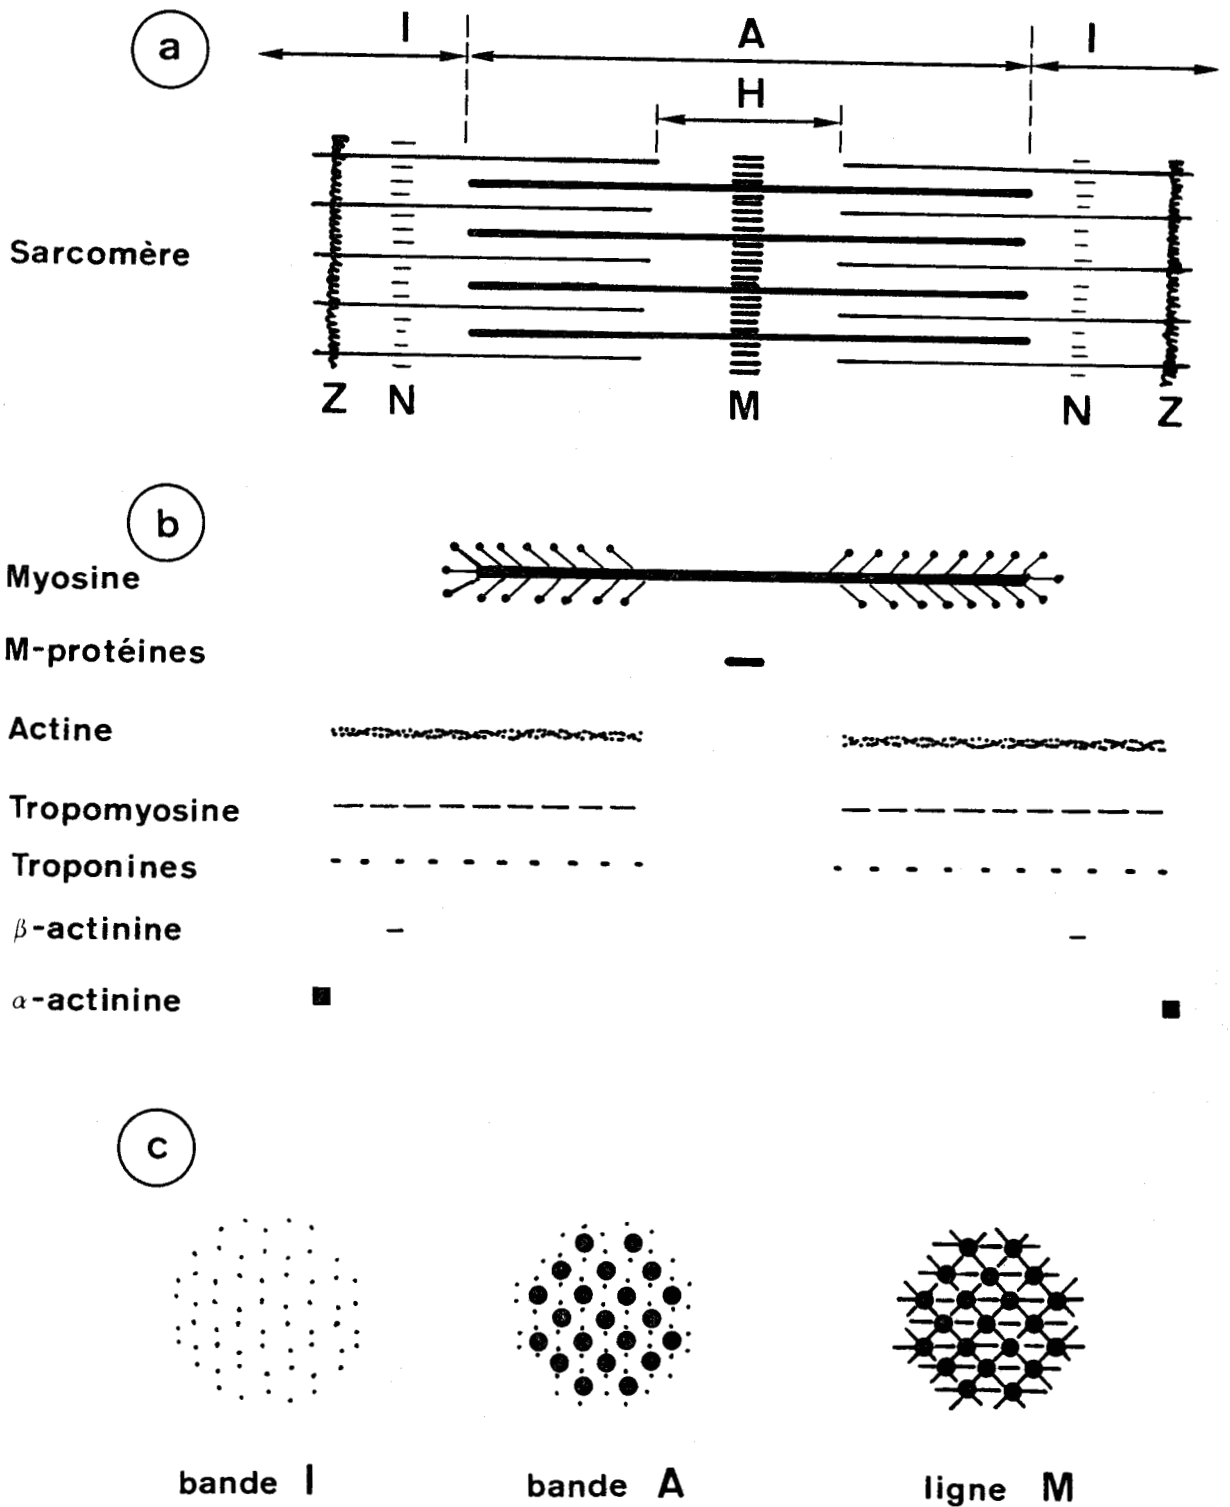 a
I A I
H
Sarcomère
Z N M N Z
b
Myosine
M-protéines
Actine
Tropomyosine
Troponines
β-actinine
α-actinine
c
bande I bande A ligne M